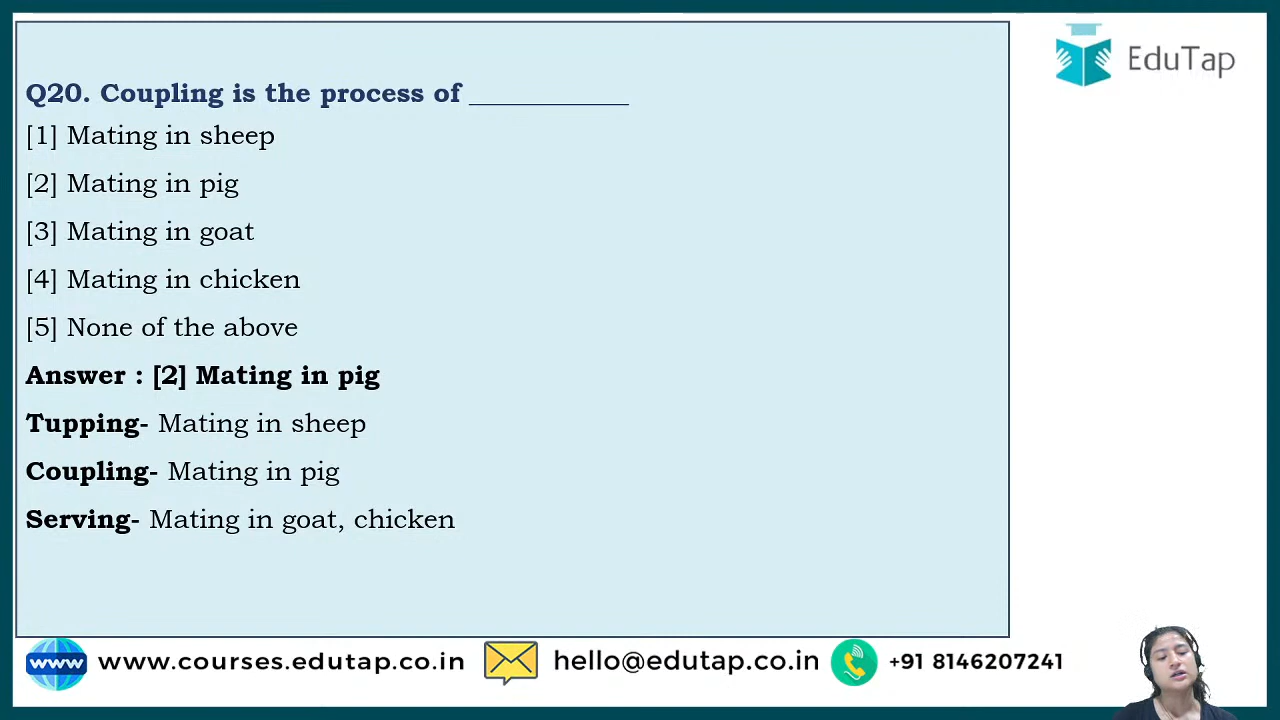 EduTap
Q20. Coupling is the process of ____________
[1] Mating in sheep
[2] Mating in pig
[3] Mating in goat
[4] Mating in chicken
[5] None of the above
Answer : [2] Mating in pig
Tupping- Mating in sheep
Coupling- Mating in pig
Serving- Mating in goat, chicken
www www.courses.edutap.co.in hello@edutap.co.in +91 8146207241